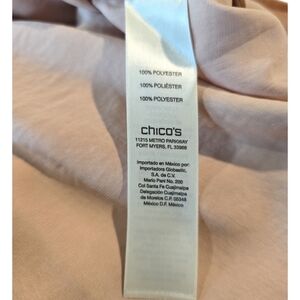 100% POLYESTER
100% POLIÉSTER
100% POLYESTER
chico's
11215 METRO PARKWAY
FORT MYERS, FL 33966
Importado en México por:
Importadora Globastic,
S.A. de C.V.
Mario Pani No. 200
Col Santa Fe Cuajimalpa
Delegación Cuajimalpa
de Morelos C.P. 05348
México D.F. México